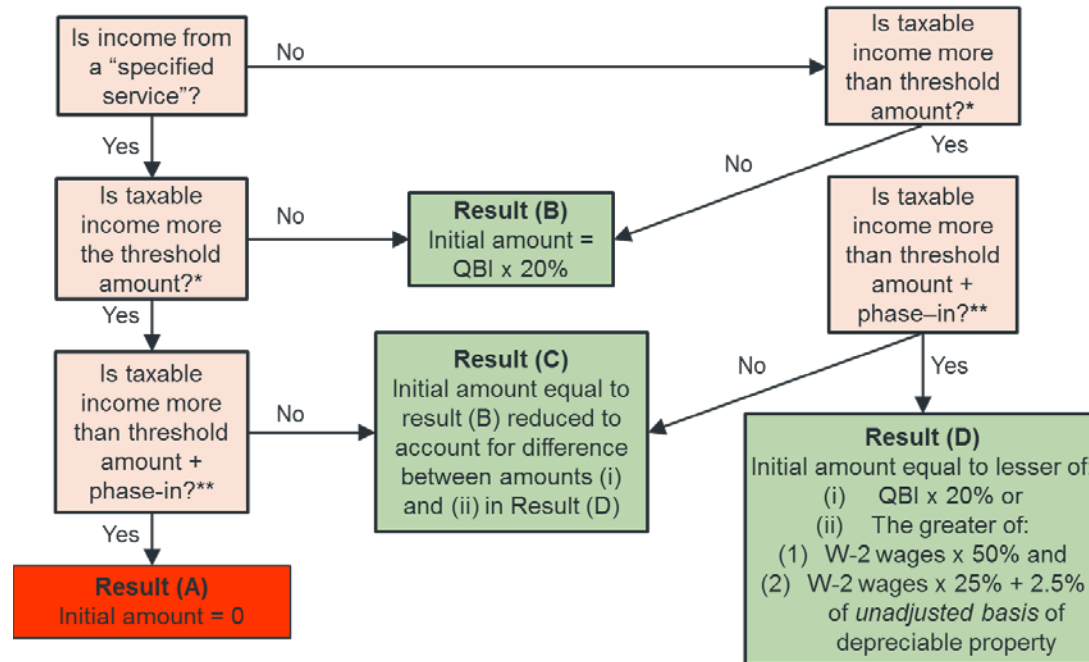 Is income from
a “specified
service”?
No
Is taxable
income more
than threshold
amount?*
Yes
No
Yes
Is taxable
income more
the threshold
amount?*
No
Result (B)
Initial amount =
QBI x 20%
Is taxable
income more
than threshold
amount +
phase–in?**
Yes
Is taxable
income more
than threshold
amount +
phase-in?**
No
Result (C)
Initial amount equal to
result (B) reduced to
account for difference
between amounts (i)
and (ii) in Result (D)
No
Yes
Yes
Result (A)
Initial amount = 0
Result (D)
Initial amount equal to lesser of:
(i) QBI x 20% or
(ii) The greater of:
(1) W-2 wages x 50% and
(2) W-2 wages x 25% + 2.5%
of unadjusted basis of
depreciable property